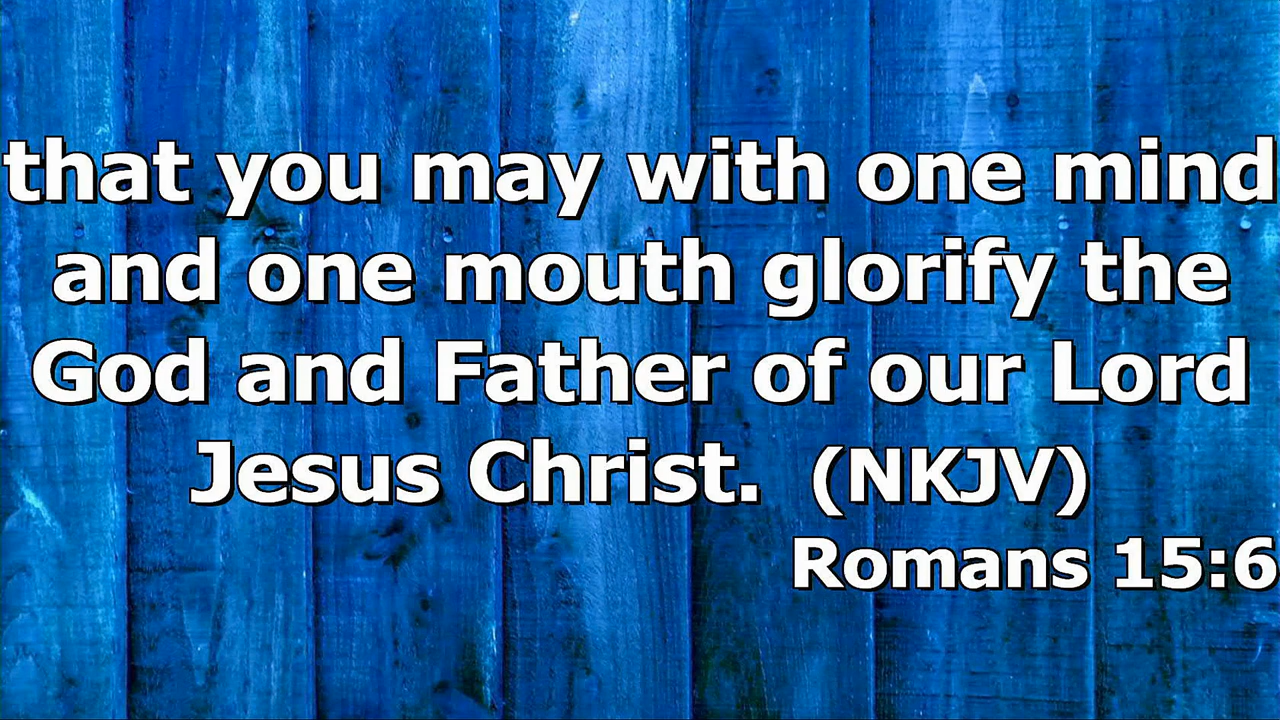 that you may with one mind
and one mouth glorify the
God and Father of our Lord
Jesus Christ.  (NKJV)
Romans 15:6